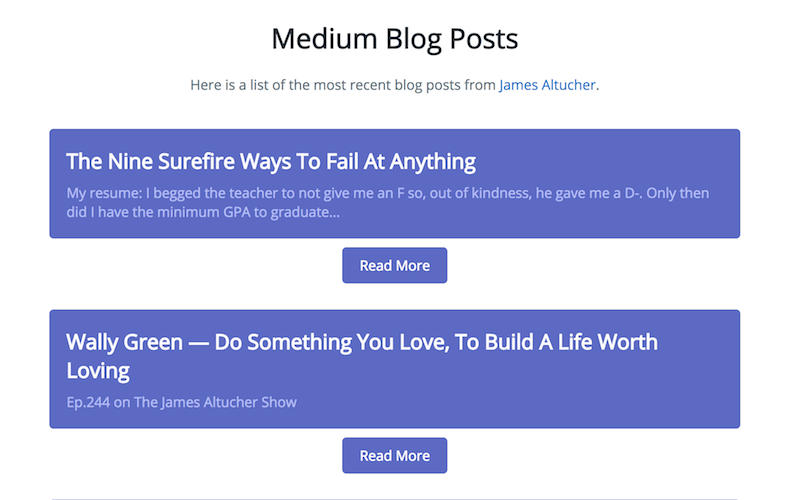 Medium Blog Posts
Here is a list of the most recent blog posts from James Altucher.
The Nine Surefire Ways To Fail At Anything
My resume: I begged the teacher to not give me an F so, out of kindness, he gave me a D-. Only then
did I have the minimum GPA to graduate...
Read More
Wally Green — Do Something You Love, To Build A Life Worth
Loving
Ep.244 on The James Altucher Show
Read More